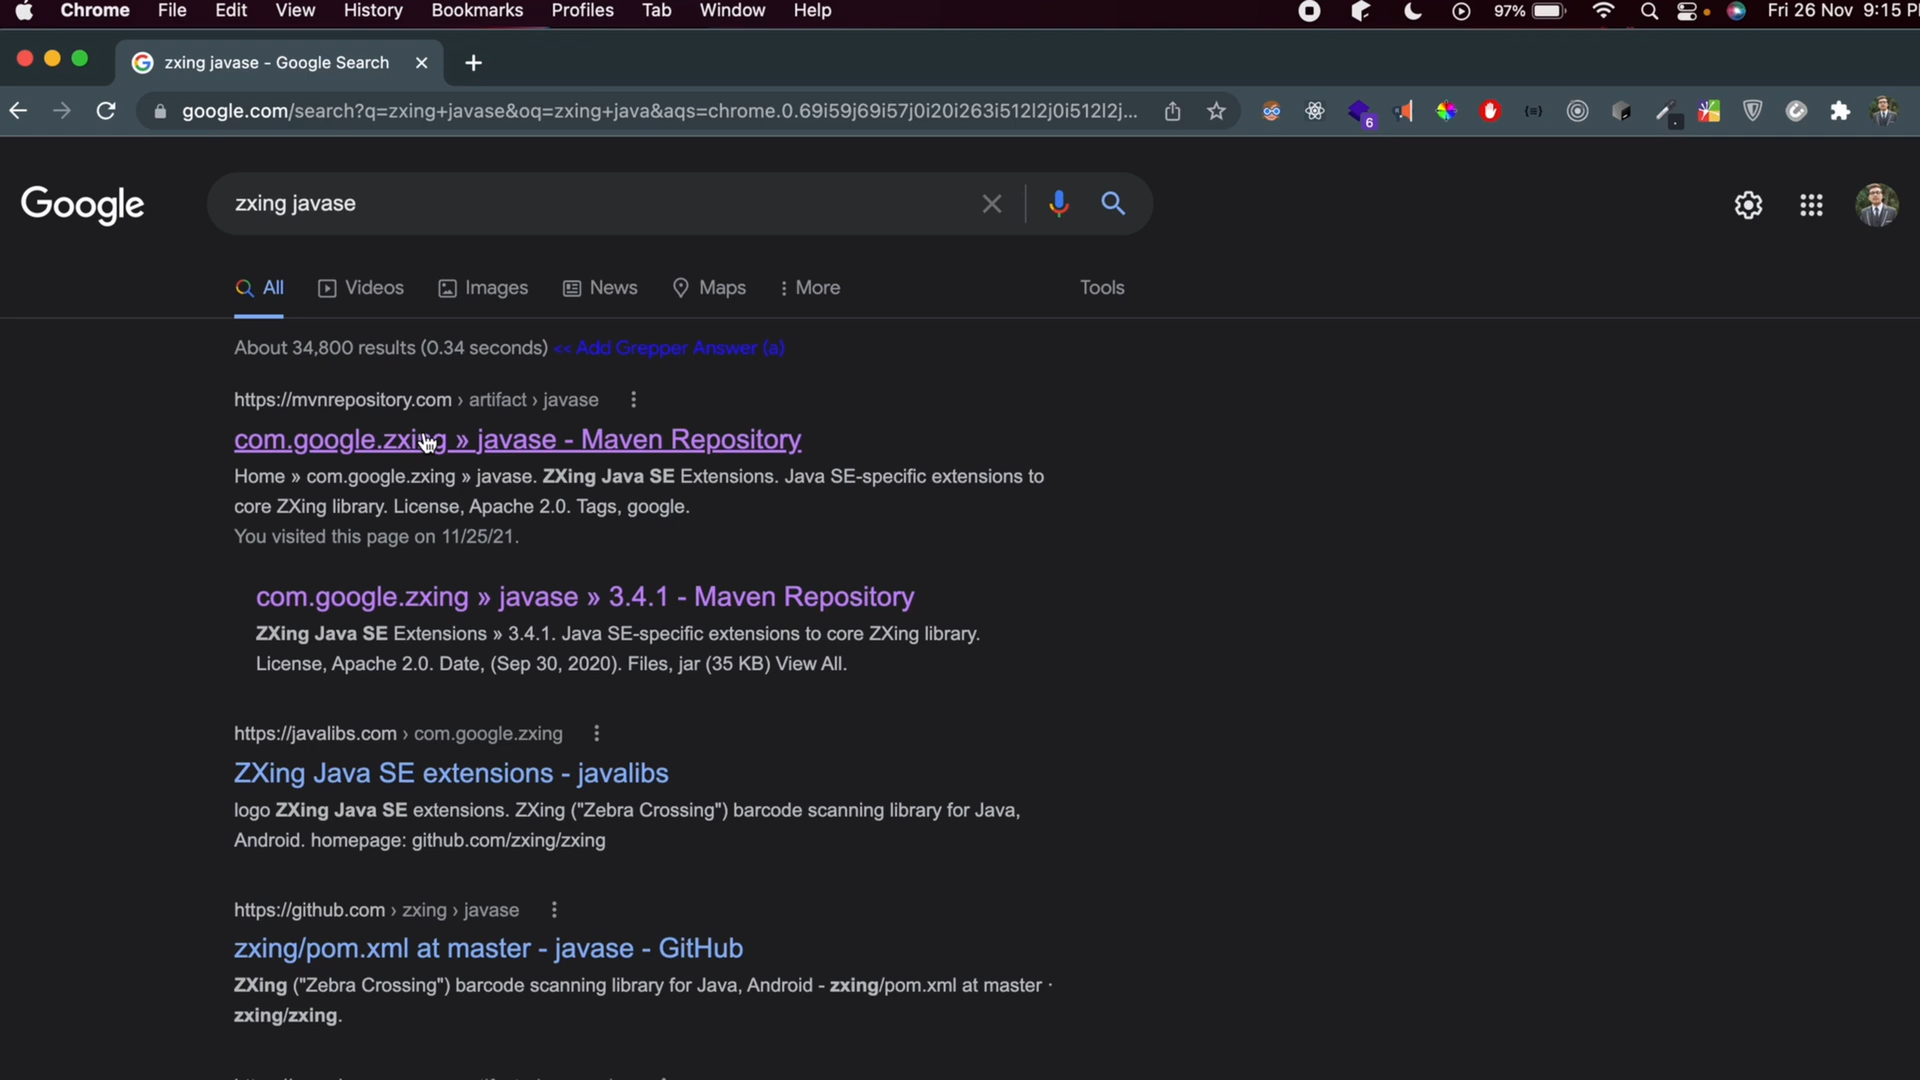 Chrome File Edit View History Bookmarks Profiles Tab Window Help 97% Fri 26 Nov 9:15 P
zxing javase - Google Search
google.com/search?q=zxing+javase&oq=zxing+java&aqs=chrome.0.69i59j69i57j0i20i263i512l2j0i512l2j...
6
Google
zxing javase
All Videos Images News Maps More Tools
About 34,800 results (0.34 seconds) << Add Grepper Answer (a)
https://mvnrepository.com › artifact › javase
com.google.zxing » javase - Maven Repository
Home » com.google.zxing » javase. ZXing Java SE Extensions. Java SE-specific extensions to
core ZXing library. License, Apache 2.0. Tags, google.
You visited this page on 11/25/21.
com.google.zxing » javase » 3.4.1 - Maven Repository
ZXing Java SE Extensions » 3.4.1. Java SE-specific extensions to core ZXing library.
License, Apache 2.0. Date, (Sep 30, 2020). Files, jar (35 KB) View All.
https://javalibs.com › com.google.zxing
ZXing Java SE extensions - javalibs
logo ZXing Java SE extensions. ZXing ("Zebra Crossing") barcode scanning library for Java,
Android. homepage: github.com/zxing/zxing
https://github.com › zxing › javase
zxing/pom.xml at master - javase - GitHub
ZXing ("Zebra Crossing") barcode scanning library for Java, Android - zxing/pom.xml at master ·
zxing/zxing.